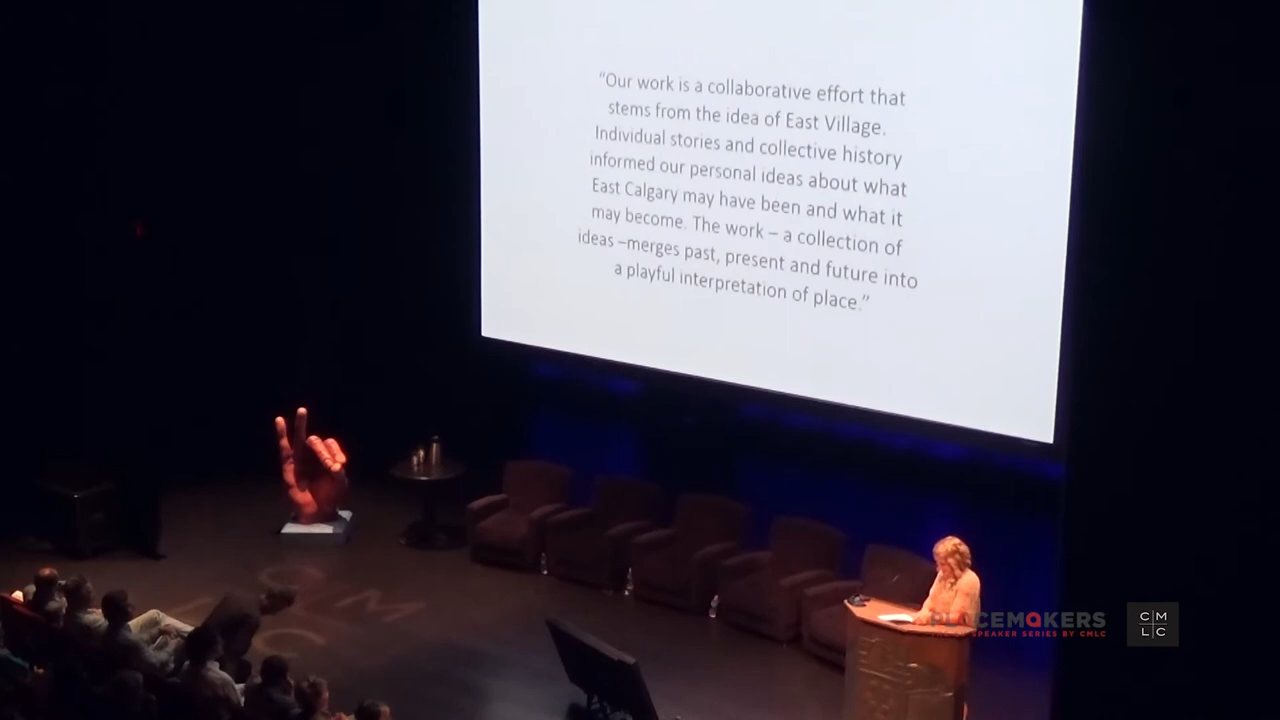 “Our work is a collaborative effort that
stems from the idea of East Village.
Individual stories and collective history
informed our personal ideas about what
East Calgary may have been and what it
may become. The work – a collection of
ideas –merges past, present and future into
a playful interpretation of place.”
PLACEMAKERS
SPEAKER SERIES BY CMLC
CM
LC